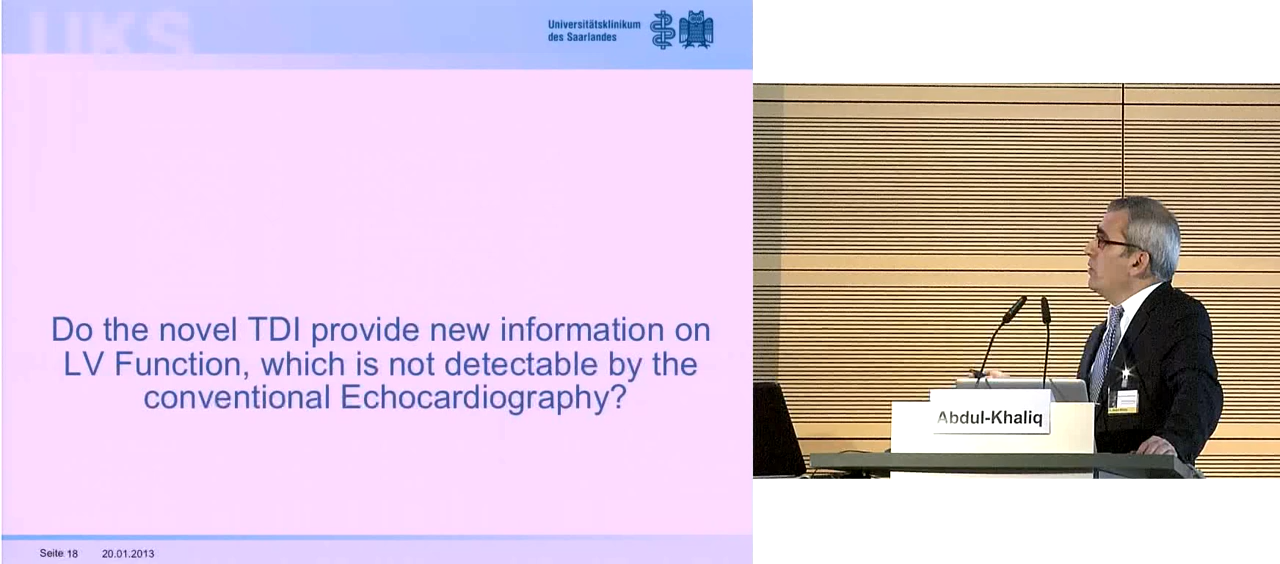 UKS
Universitätsklinikum
des Saarlandes
Do the novel TDI provide new information on
LV Function, which is not detectable by the
conventional Echocardiography?
Seite 18 20.01.2013
Abdul-Khaliq